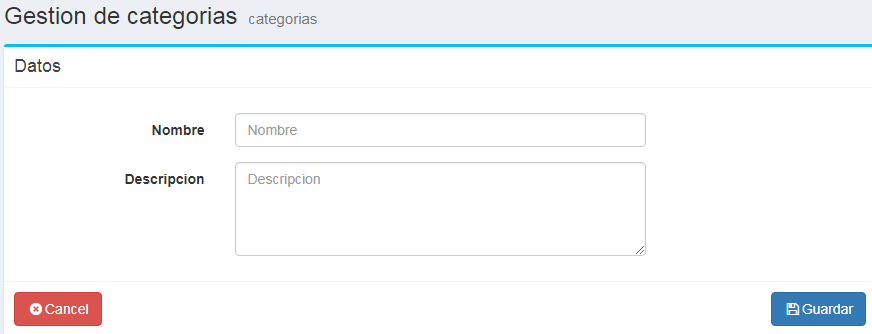 Gestion de categorias categorias
Datos
Nombre Nombre
Descripcion Descripcion
Cancel Guardar